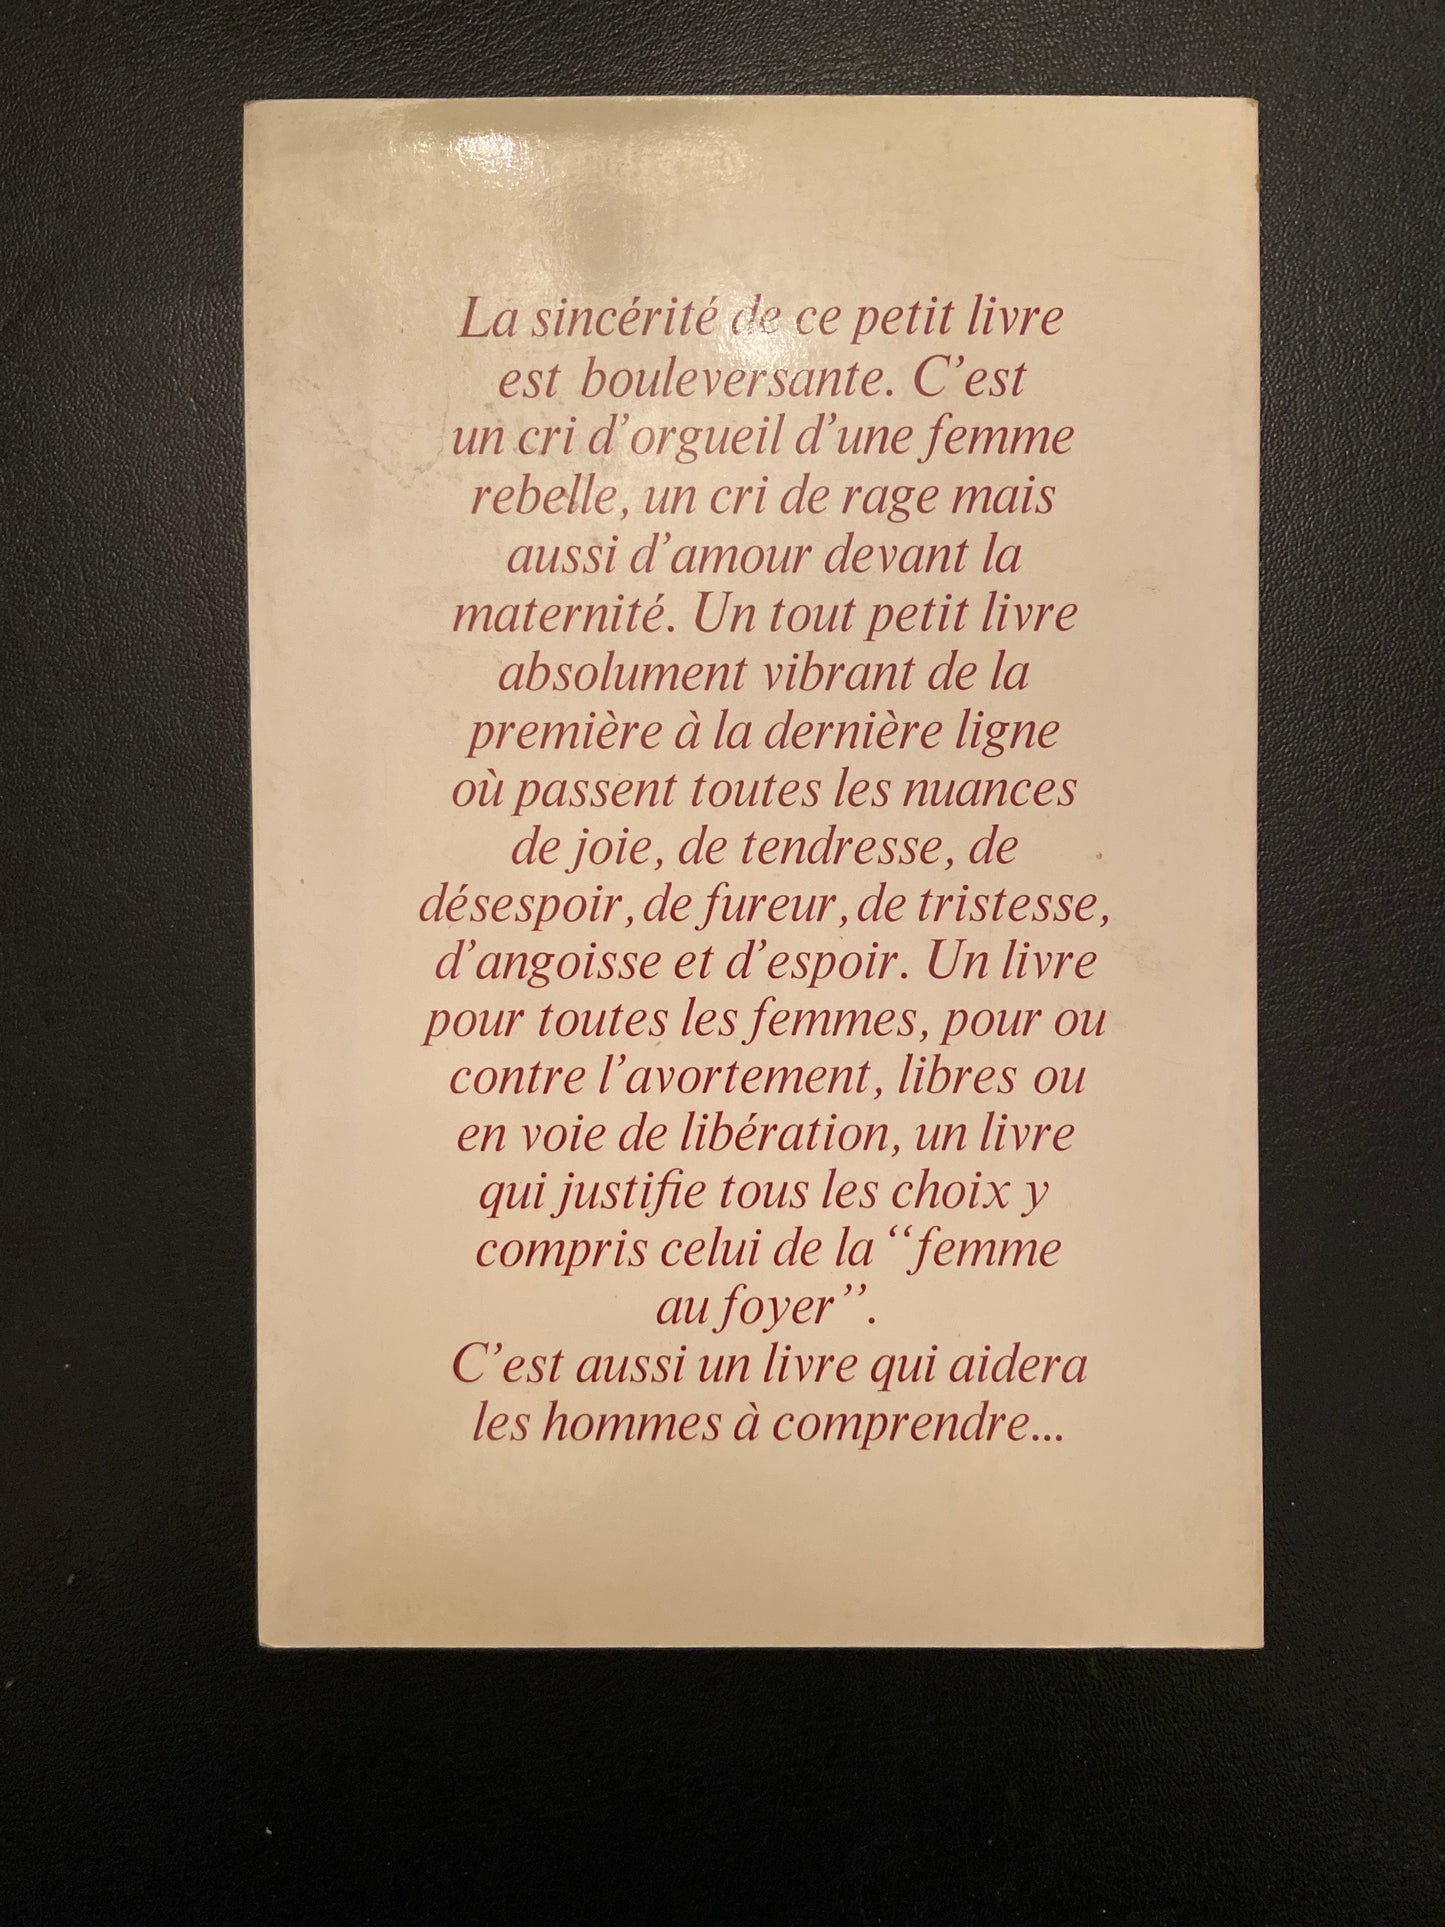 La sincérité de ce petit livre
est bouleversante. C’est
un cri d’orgueil d’une femme
rebelle, un cri de rage mais
aussi d’amour devant la
maternité. Un tout petit livre
absolument vibrant de la
première à la dernière ligne
où passent toutes les nuances
de joie, de tendresse, de
désespoir, de fureur, de tristesse,
d’angoisse et d’espoir. Un livre
pour toutes les femmes, pour ou
contre l’avortement, libres ou
en voie de libération, un livre
qui justifie tous les choix y
compris celui de la “femme
au foyer”.
C’est aussi un livre qui aidera
les hommes à comprendre...